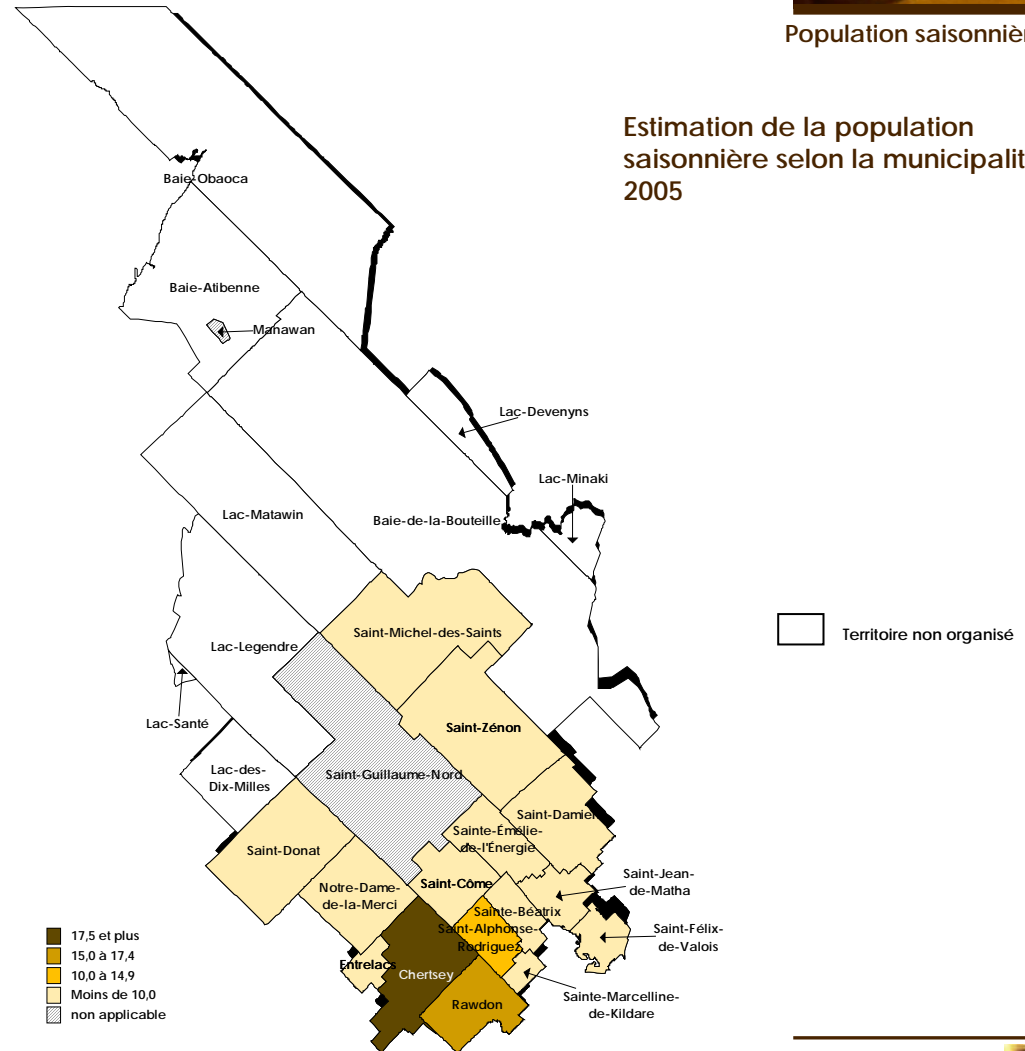 Population saisonnièr
Estimation de la population
saisonnière selon la municipalit
2005
Baie-Obaoca
Baie-Atibenne
Manawan
Lac-Devenyns
Lac-Minaki
Lac-Matawin
Baie-de-la-Bouteille
Saint-Michel-des-Saints
Territoire non organisé
Lac-Legendre
Lac-Santé
Saint-Zénon
Lac-des-
Dix-Milles
Saint-Guillaume-Nord
Saint-Damien
Sainte-Émélie-
de-l'Énergie
Saint-Donat
Saint-Jean-
de-Matha
Notre-Dame-
de-la-Merci
Saint-Côme
Sainte-Béatrix
Saint-Alphonse-
Rodriguez
Saint-Félix-
de-Valois
Entrelacs
Chertsey
Sainte-Marcelline-
de-Kildare
Rawdon
17,5 et plus
15,0 à 17,4
10,0 à 14,9
Moins de 10,0
non applicable